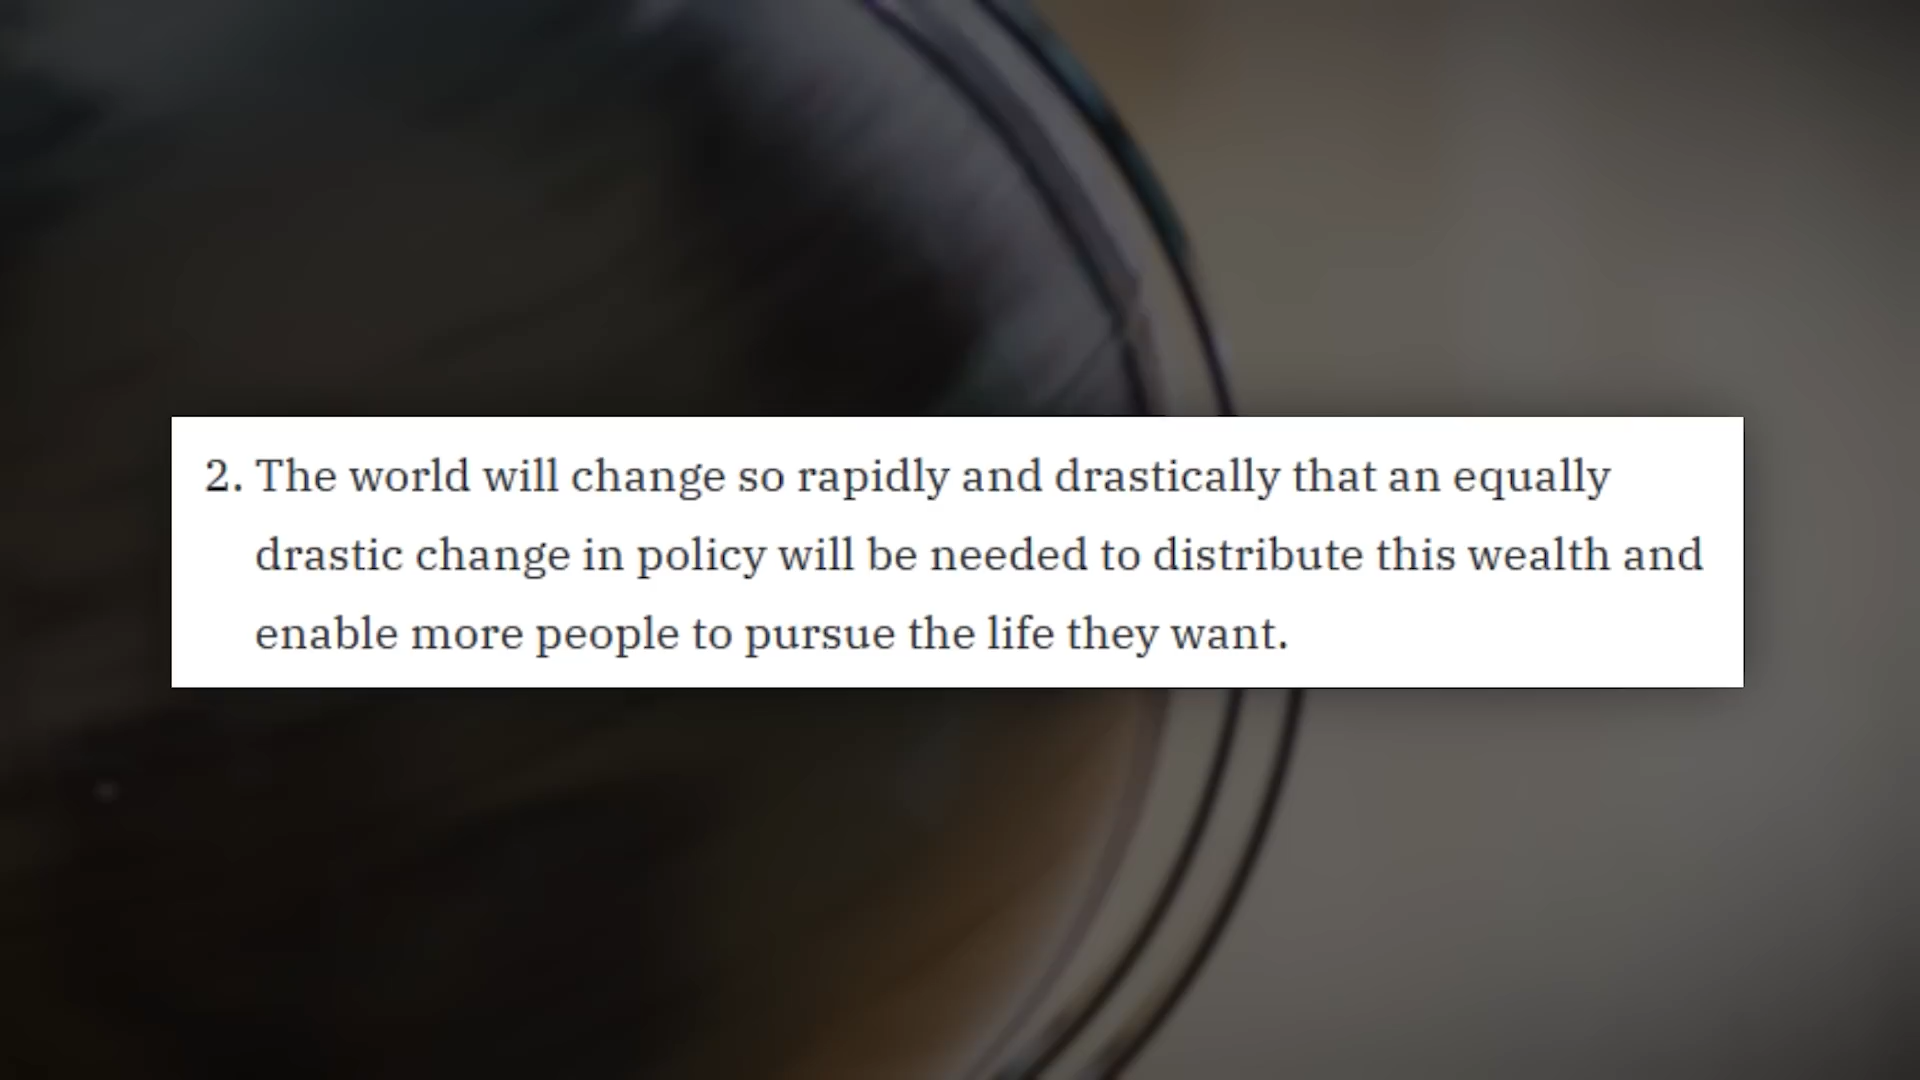 2. The world will change so rapidly and drastically that an equally
drastic change in policy will be needed to distribute this wealth and
enable more people to pursue the life they want.